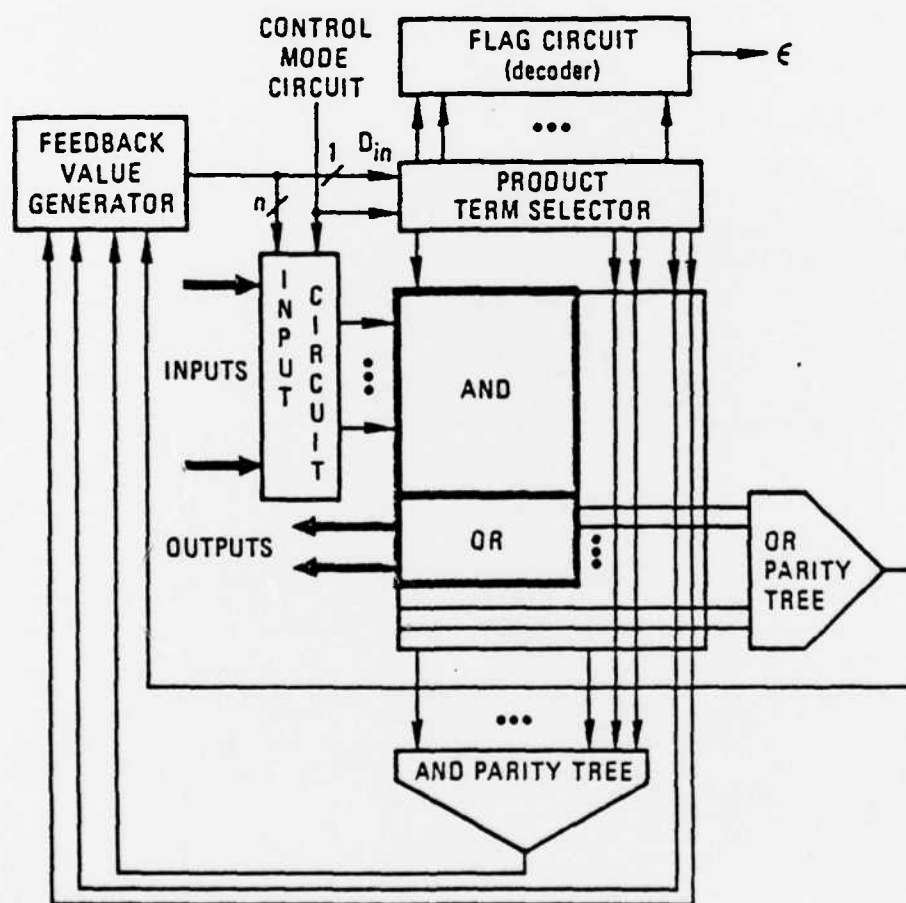 CONTROL
MODE
CIRCUIT
FLAG CIRCUIT
(decoder)
ϵ
FEEDBACK
VALUE
GENERATOR
1
D_in
n
PRODUCT
TERM SELECTOR
INPUT
CIRCUIT
INPUTS
AND
OUTPUTS
OR
OR
PARITY
TREE
AND PARITY TREE